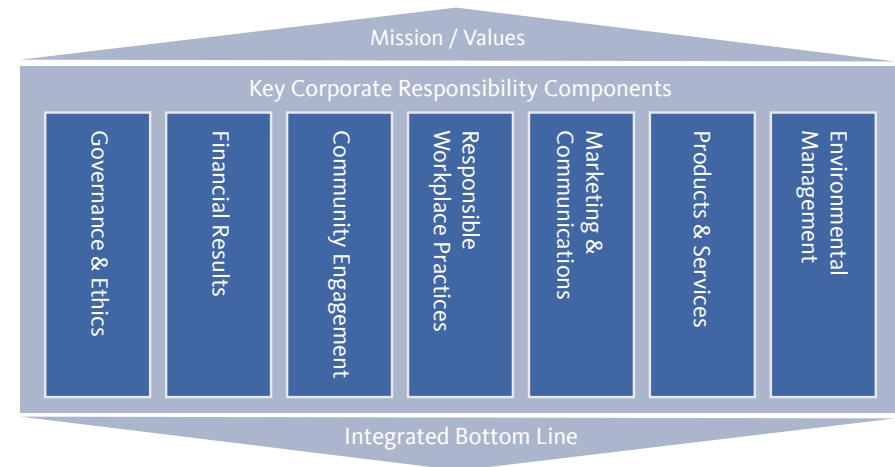 Mission / Values
Key Corporate Responsibility Components
Governance & Ethics
Financial Results
Community Engagement
Responsible
Workplace Practices
Marketing &
Communications
Products & Services
Environmental
Management
Integrated Bottom Line